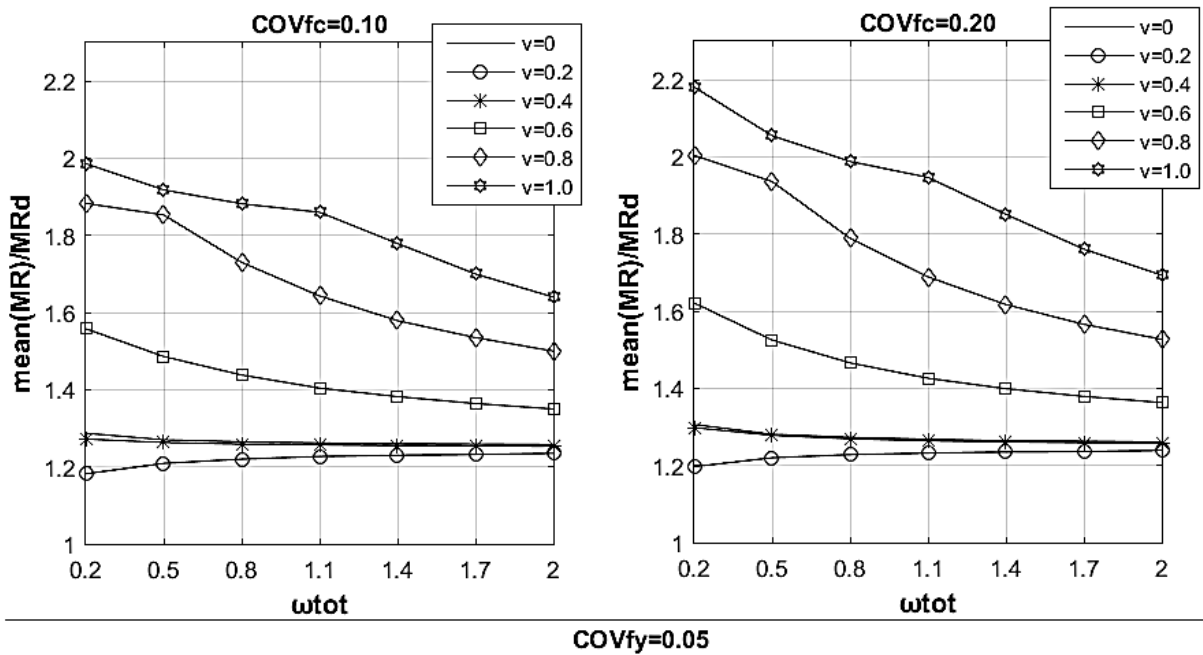 COVfc=0.10
v=0
v=0.2
v=0.4
v=0.6
v=0.8
v=1.0
mean(MR)/MRd
2.2
2
1.8
1.6
1.4
1.2
1
0.2 0.5 0.8 1.1 1.4 1.7 2
ωtot
COVfc=0.20
v=0
v=0.2
v=0.4
v=0.6
v=0.8
v=1.0
mean(MR)/MRd
2.2
2
1.8
1.6
1.4
1.2
1
0.2 0.5 0.8 1.1 1.4 1.7 2
ωtot
COVfy=0.05